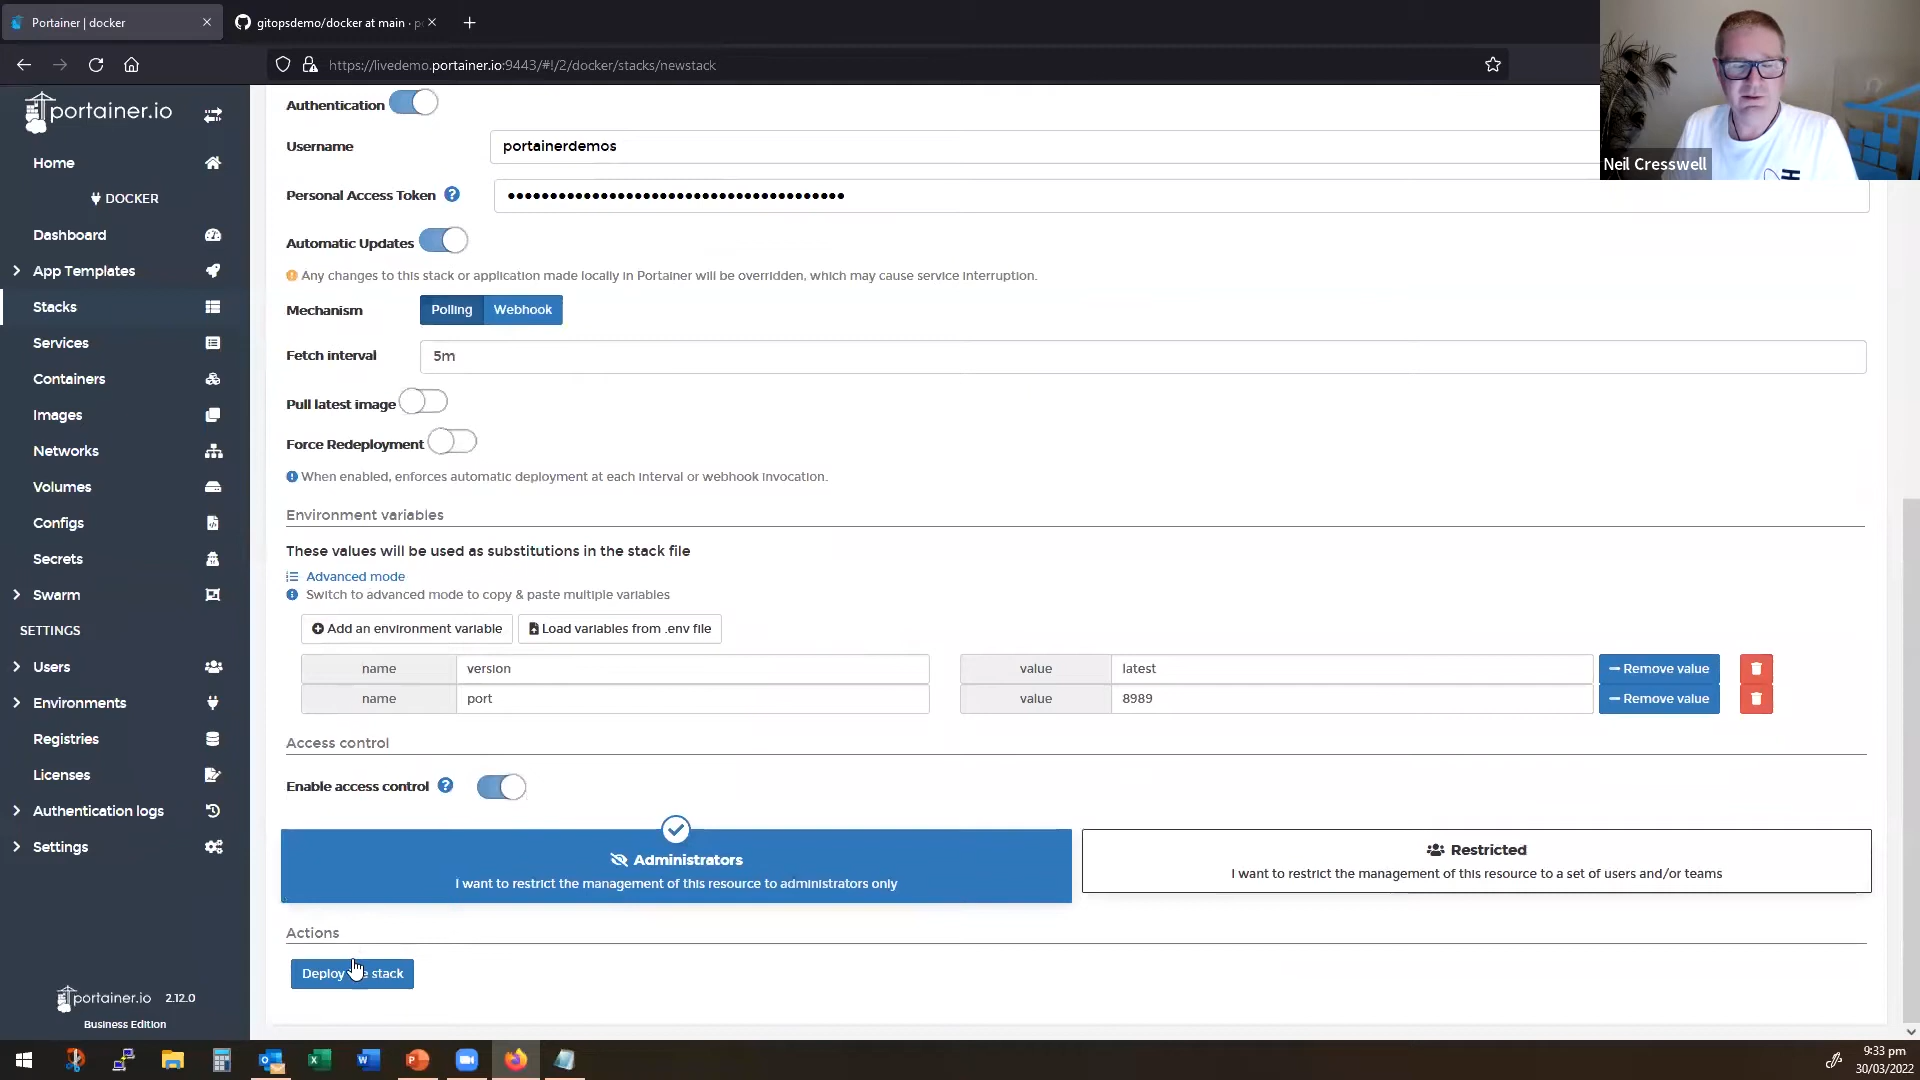 Portainer | docker
gitopsdemo/docker at main ·
https://livedemo.portainer.io:9443/#!/2/docker/stacks/newstack
portainer.io
Home
DOCKER
Dashboard
App Templates
Stacks
Services
Containers
Images
Networks
Volumes
Configs
Secrets
Swarm
SETTINGS
Users
Environments
Registries
Licenses
Authentication logs
Settings
portainer.io 2.12.0
Business Edition
Authentication
Username portainerdemos
Personal Access Token
Automatic Updates
Any changes to this stack or application made locally in Portainer will be overridden, which may cause service interruption.
Mechanism Polling Webhook
Fetch interval 5m
Pull latest image
Force Redeployment
When enabled, enforces automatic deployment at each interval or webhook invocation.
Environment variables
These values will be used as substitutions in the stack file
Advanced mode
Switch to advanced mode to copy & paste multiple variables
Add an environment variable Load variables from .env file
name version value latest Remove value
name port value 8989 Remove value
Access control
Enable access control
Administrators
I want to restrict the management of this resource to administrators only
Restricted
I want to restrict the management of this resource to a set of users and/or teams
Actions
Deploy stack
Neil Cresswell
9:33 pm
30/03/2022